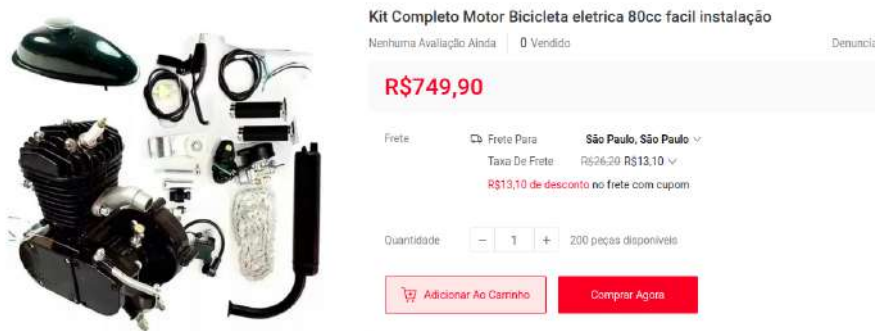 Kit Completo Motor Bicicleta eletrica 80cc facil instalação
Nenhuma Avaliação Ainda 0 Vendido Denuncia
R$749,90
Frete Frete Para São Paulo, São Paulo
Taxa De Frete R$26,20 R$13,10
R$13,10 de desconto no frete com cupom
Quantidade − 1 + 200 peças disponíveis
Adicionar Ao Carrinho Comprar Agora